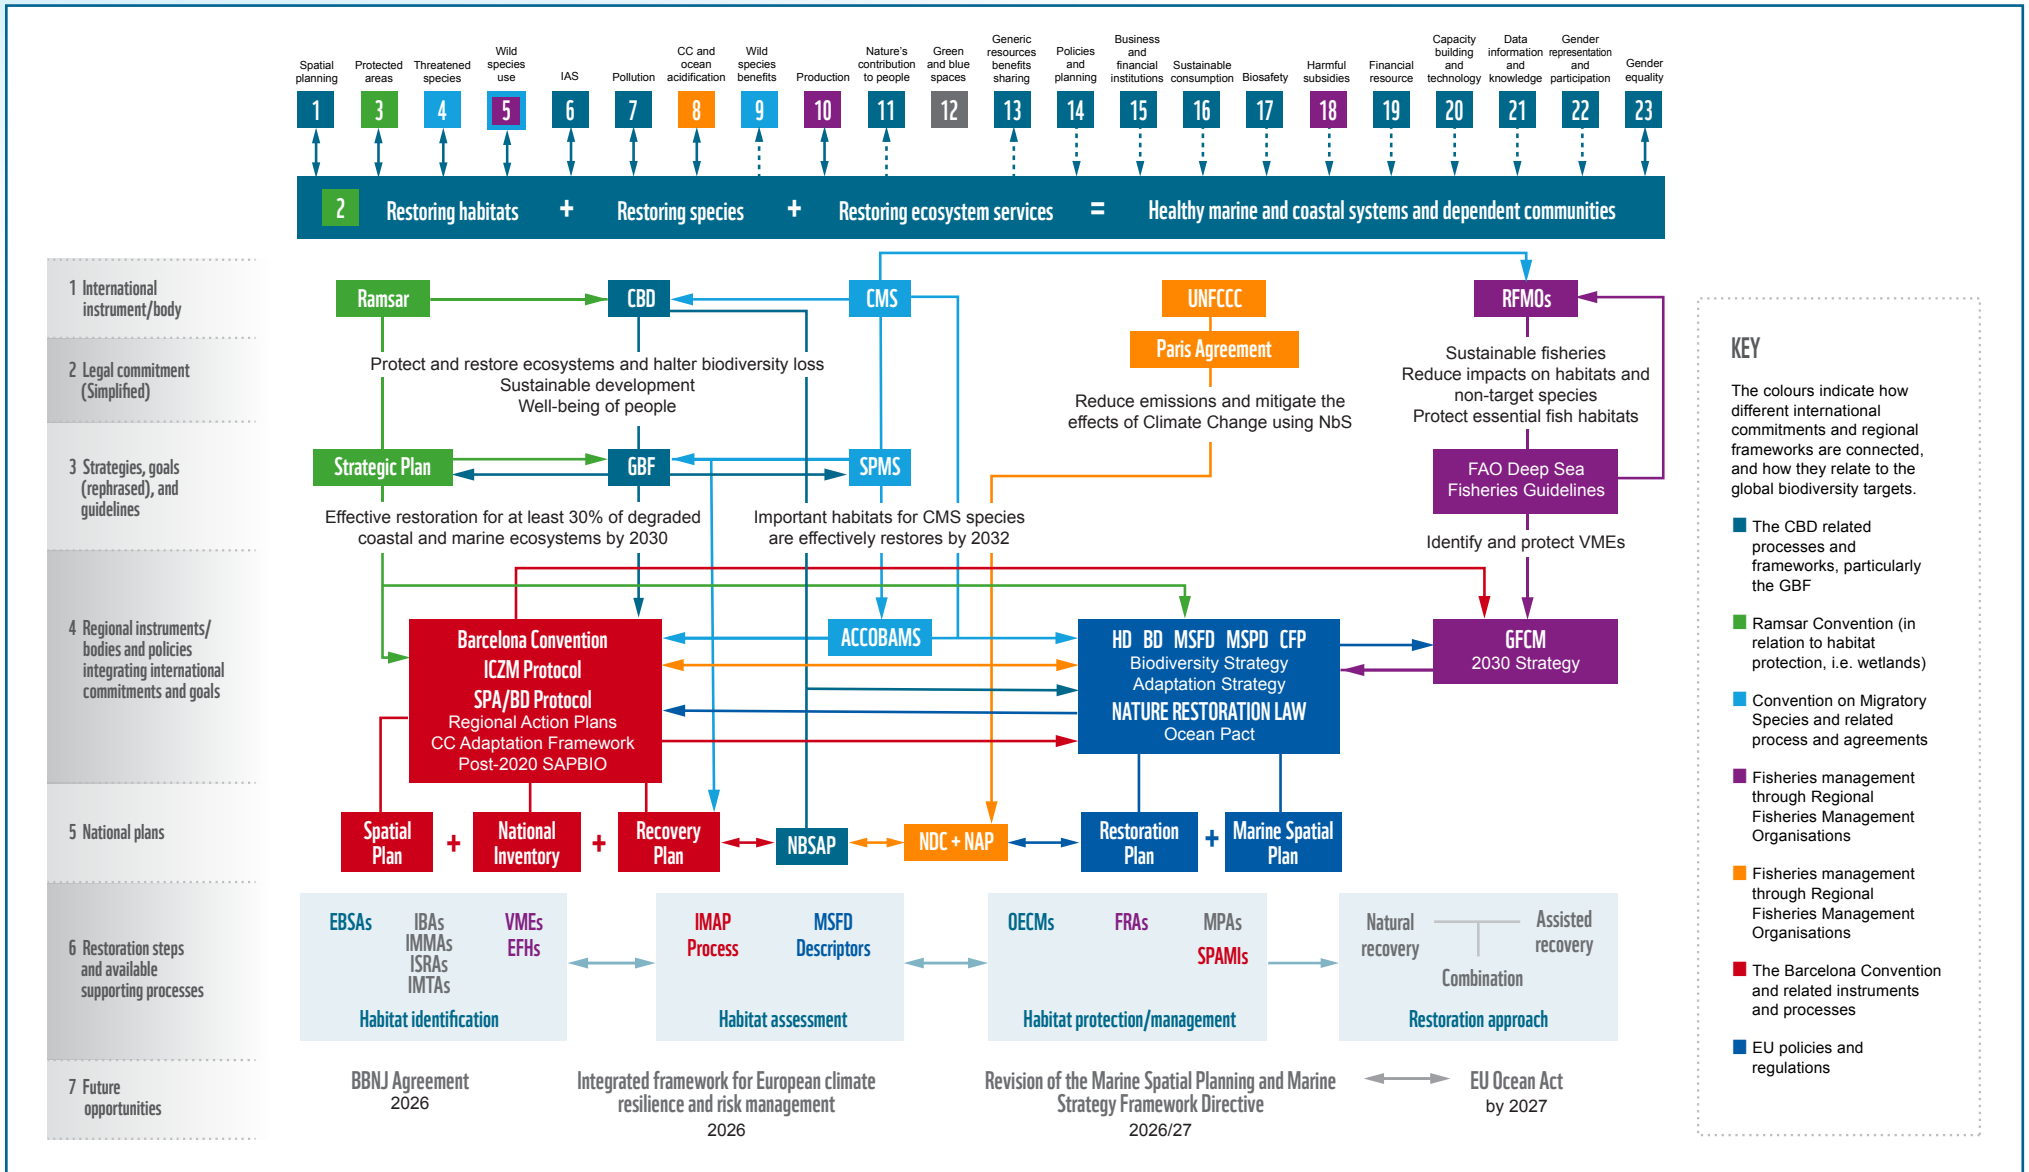 Spatial
planning
Protected
areas
Threatened
species
Wild
species
use
IAS
Pollution
CC and
ocean
acidification
Wild
species
benefits
Production
Nature's
contribution
to people
Green
and blue
spaces
Generic
resources
benefits
sharing
Policies
and
planning
Business
and
financial
institutions
Sustainable
consumption
Biosafety
Harmful
subsidies
Financial
resource
Capacity
building
and
technology
Data
information
and
knowledge
Gender
representation
and
participation
Gender
equality
1
3
4
5
6
7
8
9
10
11
12
13
14
15
16
17
18
19
20
21
22
23
2 Restoring habitats + Restoring species + Restoring ecosystem services = Healthy marine and coastal systems and dependent communities
1 International
instrument/body
Ramsar
CBD
CMS
UNFCCC
RFMOs
2 Legal commitment
(Simplified)
Protect and restore ecosystems and halter biodiversity loss
Sustainable development
Well-being of people
Paris Agreement
Reduce emissions and mitigate the
effects of Climate Change using NbS
Sustainable fisheries
Reduce impacts on habitats and
non-target species
Protect essential fish habitats
3 Strategies, goals
(rephrased), and
guidelines
Strategic Plan
GBF
SPMS
FAO Deep Sea
Fisheries Guidelines
Effective restoration for at least 30% of degraded
coastal and marine ecosystems by 2030
Important habitats for CMS species
are effectively restores by 2032
Identify and protect VMEs
4 Regional instruments/
bodies and policies
integrating international
commitments and goals
Barcelona Convention
ICZM Protocol
SPA/BD Protocol
Regional Action Plans
CC Adaptation Framework
Post-2020 SAPBIO
ACCOBAMS
HD BD MSFD MSPD CFP
Biodiversity Strategy
Adaptation Strategy
NATURE RESTORATION LAW
Ocean Pact
GFCM
2030 Strategy
5 National plans
Spatial
Plan
+
National
Inventory
+
Recovery
Plan
NBSAP
NDC + NAP
Restoration
Plan
+
Marine Spatial
Plan
6 Restoration steps
and available
supporting processes
EBSAs
IBAs
IMMAs
ISRAs
IMTAs
VMEs
EFHs
Habitat identification
IMAP
Process
MSFD
Descriptors
Habitat assessment
OECMs
FRAs
MPAs
SPAMIs
Habitat protection/management
Natural
recovery
Assisted
recovery
Combination
Restoration approach
7 Future
opportunities
BBNJ Agreement
2026
Integrated framework for European climate
resilience and risk management
2026
Revision of the Marine Spatial Planning and Marine
Strategy Framework Directive
2026/27
EU Ocean Act
by 2027
KEY
The colours indicate how
different international
commitments and regional
frameworks are connected,
and how they relate to the
global biodiversity targets.
The CBD related
processes and
frameworks, particularly
the GBF
Ramsar Convention (in
relation to habitat
protection, i.e. wetlands)
Convention on Migratory
Species and related
process and agreements
Fisheries management
through Regional
Fisheries Management
Organisations
Fisheries management
through Regional
Fisheries Management
Organisations
The Barcelona Convention
and related instruments
and processes
EU policies and
regulations